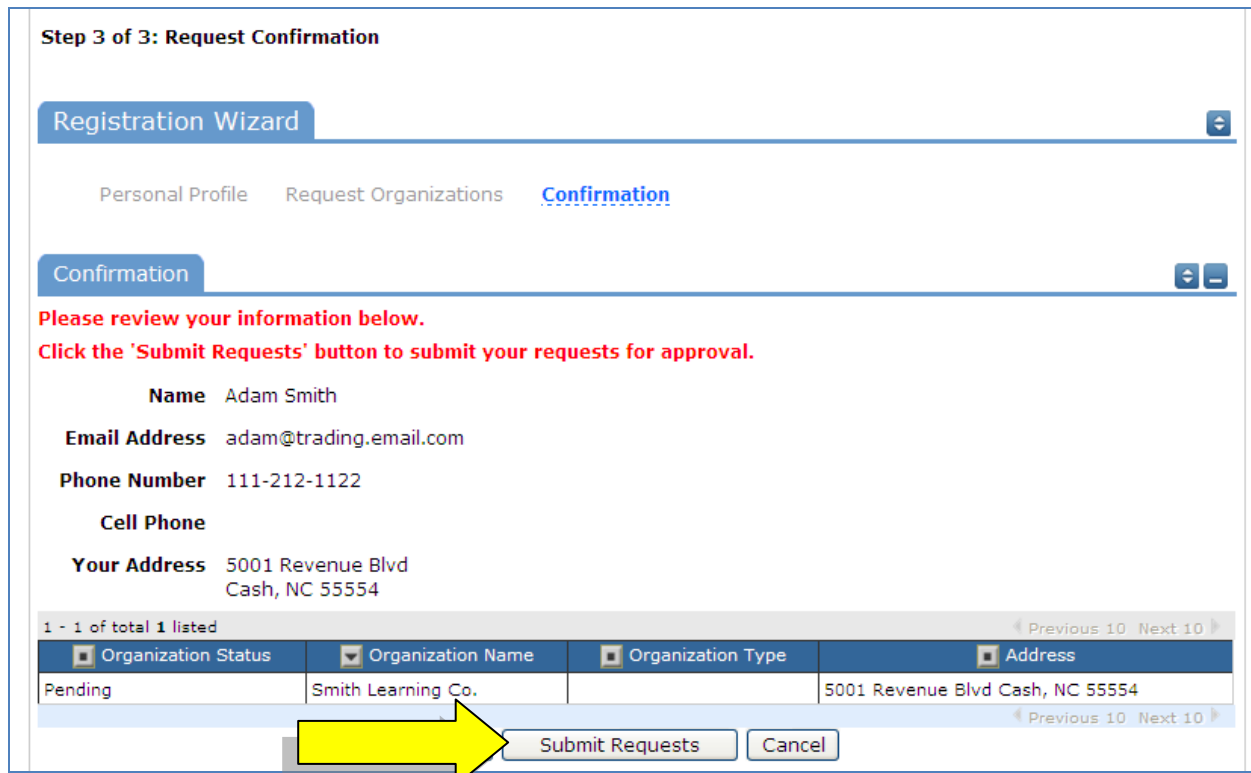 Step 3 of 3: Request Confirmation
Registration Wizard
Personal Profile Request Organizations Confirmation
Confirmation
Please review your information below.
Click the 'Submit Requests' button to submit your requests for approval.
Name Adam Smith
Email Address adam@trading.email.com
Phone Number 111-212-1122
Cell Phone
Your Address 5001 Revenue Blvd
Cash, NC 55554
1 - 1 of total 1 listed Previous 10 Next 10
Organization Status Organization Name Organization Type Address
Pending Smith Learning Co. 5001 Revenue Blvd Cash, NC 55554
Previous 10 Next 10
Submit Requests Cancel